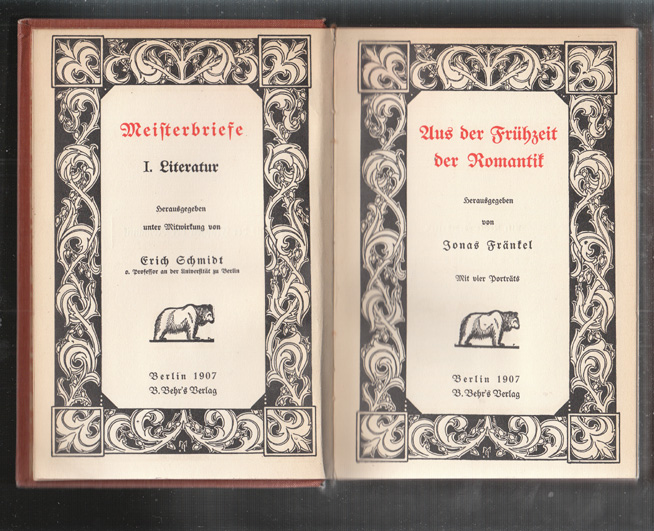 Meisterbriefe
I. Literatur
Herausgegeben
unter Mitwirkung von
Erich Schmidt
o. Professor an der Universität zu Berlin
Berlin 1907
B. Behr's Verlag
Aus der Frühzeit
der Romantik
Herausgegeben
von
Jonas Fränkel
Mit vier Porträts
Berlin 1907
B. Behr's Verlag